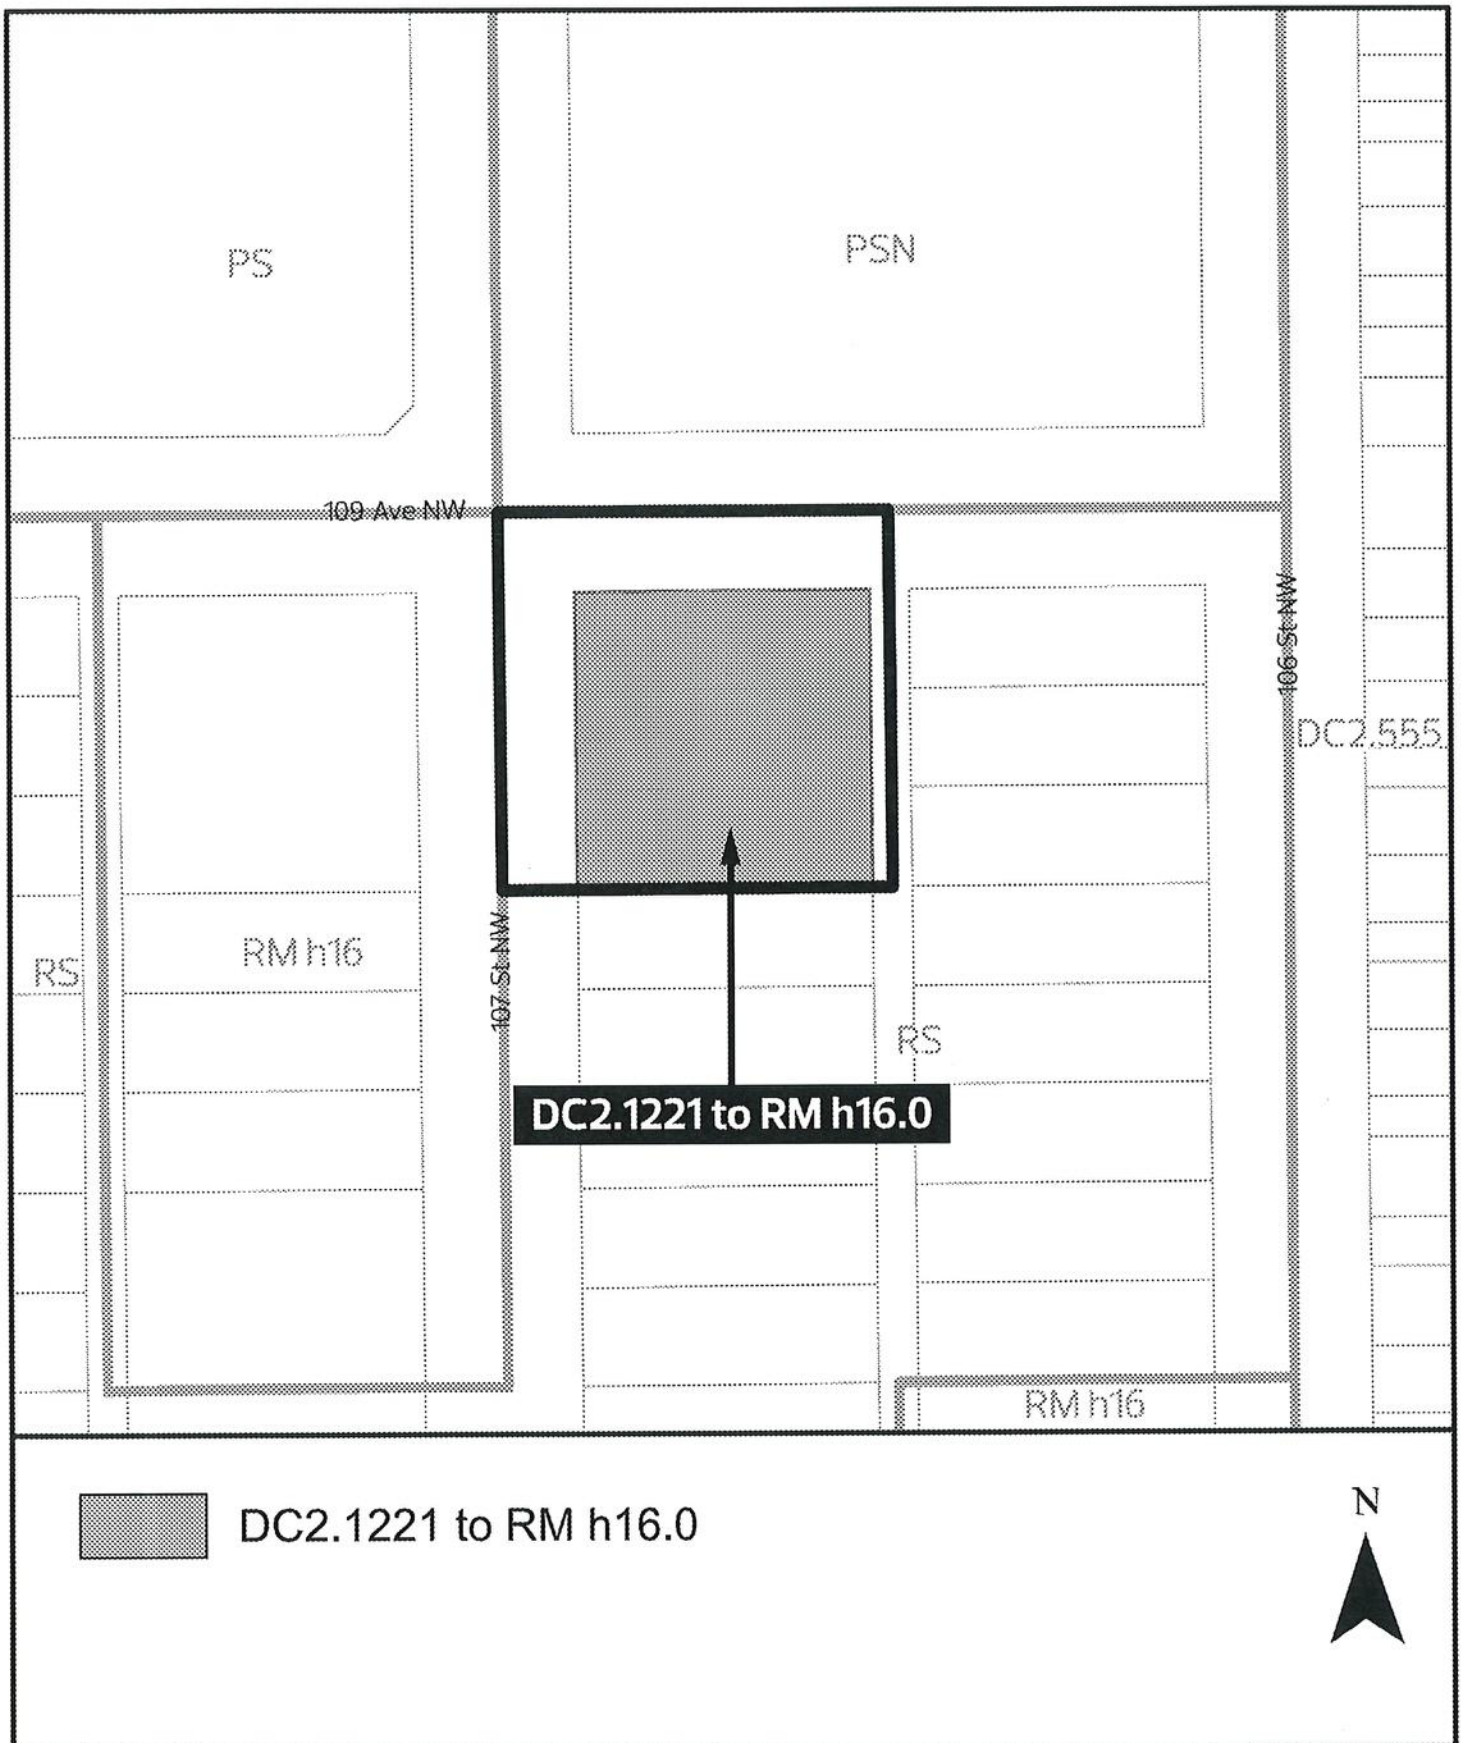 PS
PSN
109 Ave NW
106 St NW
DC2.555
RM h16
RS
107 St NW
RS
DC2.1221 to RM h16.0
RM h16
DC2.1221 to RM h16.0
N